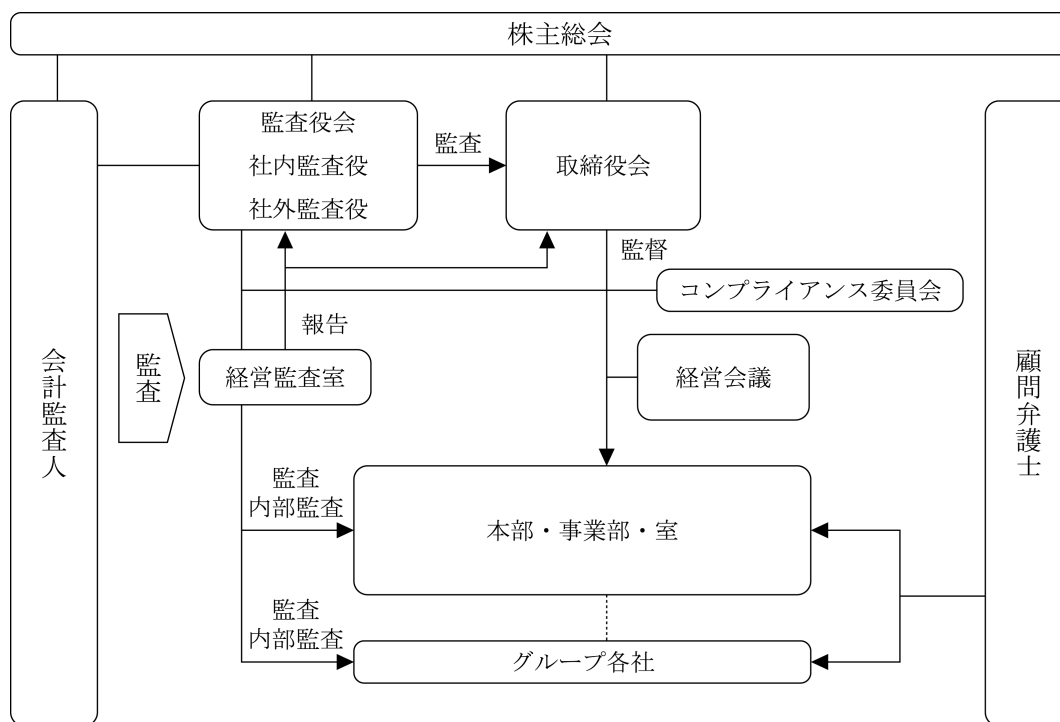 株主総会
監査役会
社内監査役
社外監査役
監査
取締役会
監督
コンプライアンス委員会
報告
会計監査人
監査
経営監査室
経営会議
顧問弁護士
監査
内部監査
本部・事業部・室
監査
内部監査
グループ各社